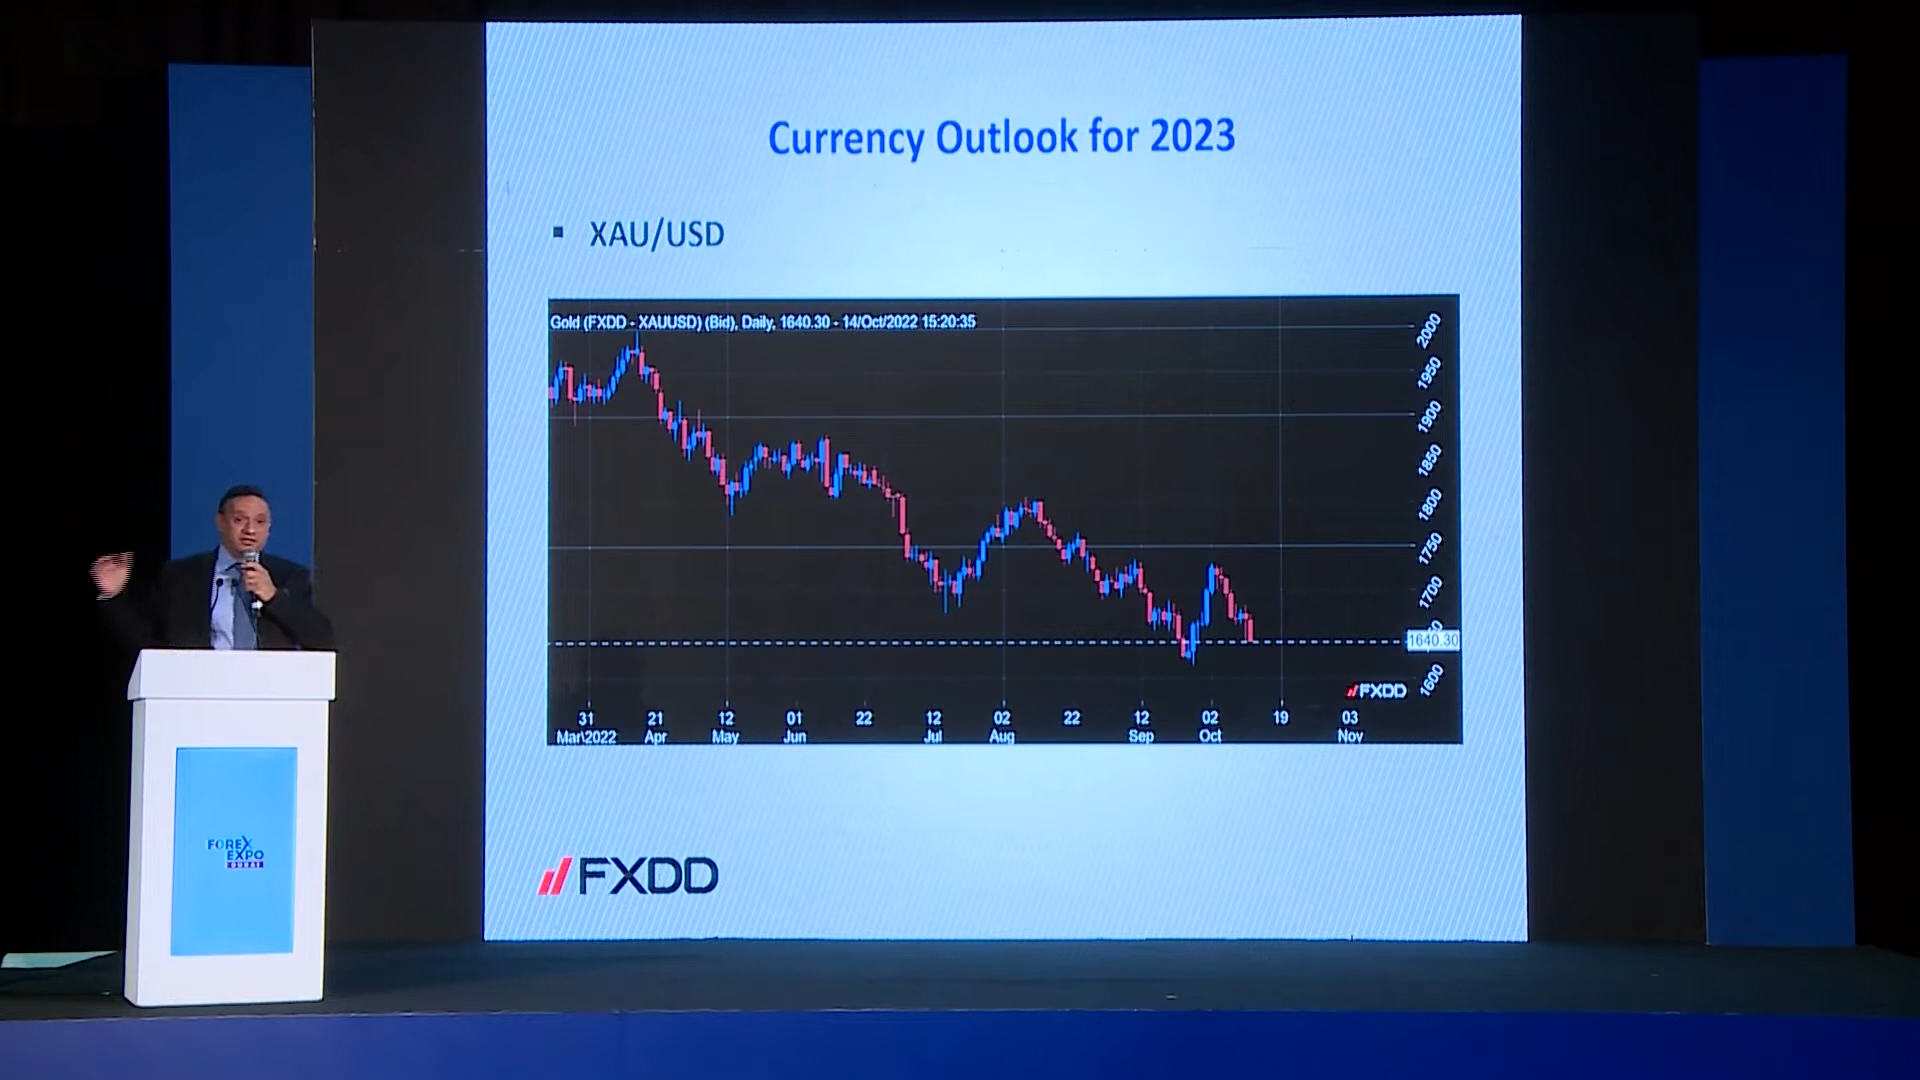 Currency Outlook for 2023
▪ XAU/USD
Gold (FXDD - XAUUSD) (Bid), Daily, 1640.30 - 14/Oct/2022 15:20:35
2000
1950
1900
1850
1800
1750
1700
1640.30
1600
FXDD
31 21 12 01 22 12 02 22 12 02 19 03
Mar\2022 Apr May Jun Jul Aug Sep Oct Nov
FXDD
FOREX
EXPO
DUBAI